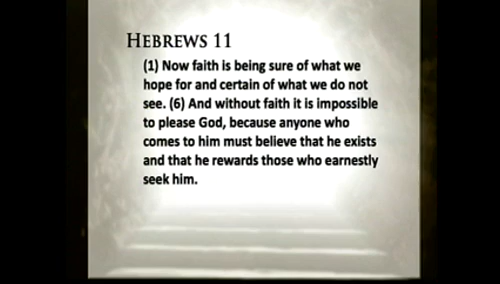 HEBREWS 11
(1) Now faith is being sure of what we
hope for and certain of what we do not
see. (6) And without faith it is impossible
to please God, because anyone who
comes to him must believe that he exists
and that he rewards those who earnestly
seek him.